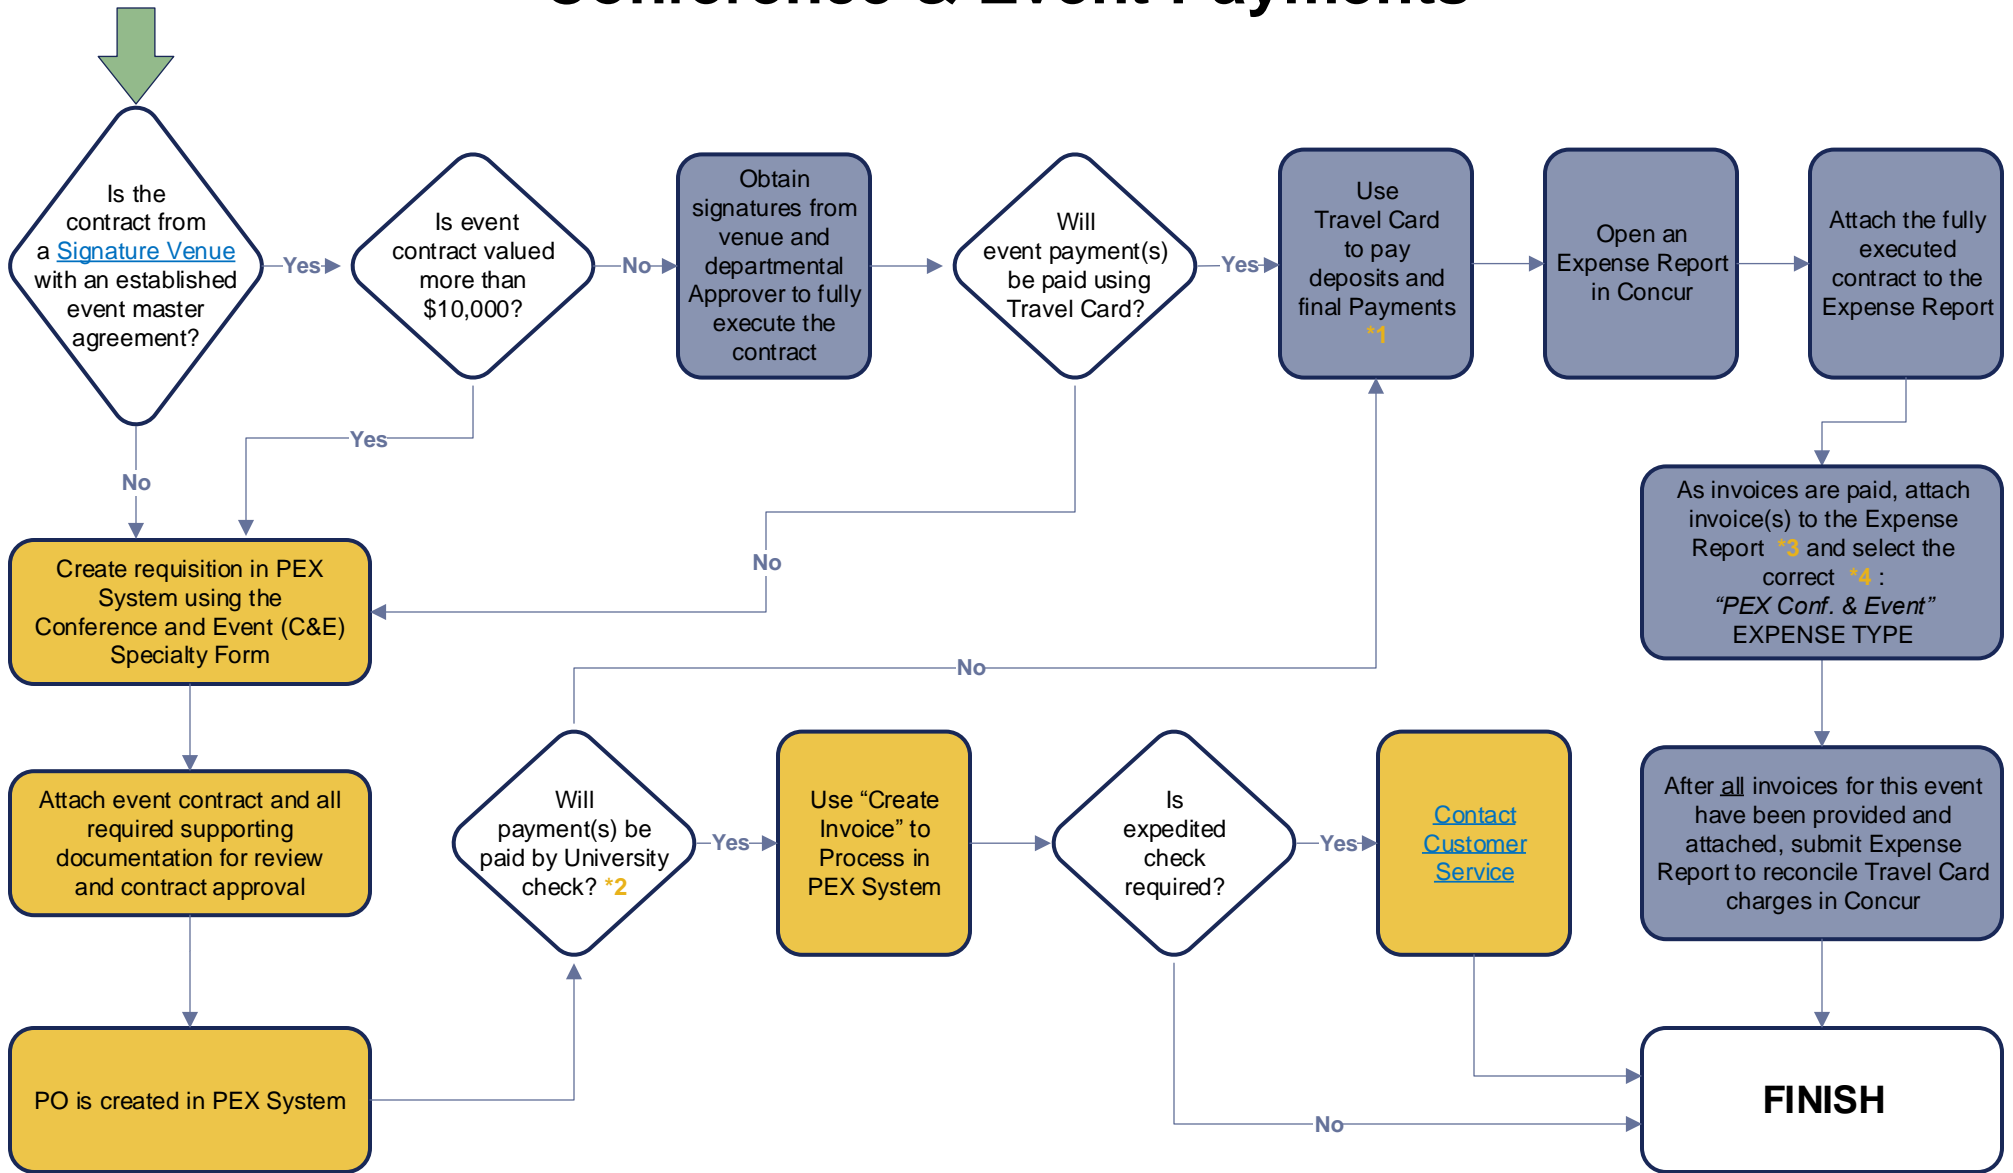 Conference & Event Payments
Is the
contract from
a Signature Venue
with an established
event master
agreement?
Yes
Is event
contract valued
more than
$10,000?
No
Obtain
signatures from
venue and
departmental
Approver to fully
execute the
contract
Will
event payment(s)
be paid using
Travel Card?
Yes
Use
Travel Card
to pay
deposits and
final Payments
*1
Open an
Expense Report
in Concur
Attach the fully
executed
contract to the
Expense Report
No
Yes
No
As invoices are paid, attach
invoice(s) to the Expense
Report *3 and select the
correct *4 :
“PEX Conf. & Event”
EXPENSE TYPE
Create requisition in PEX
System using the
Conference and Event (C&E)
Specialty Form
No
Attach event contract and all
required supporting
documentation for review
and contract approval
Will
payment(s) be
paid by University
check? *2
Yes
Use “Create
Invoice” to
Process in
PEX System
Is
expedited
check
required?
Yes
Contact
Customer
Service
After all invoices for this event
have been provided and
attached, submit Expense
Report to reconcile Travel Card
charges in Concur
PO is created in PEX System
No
FINISH